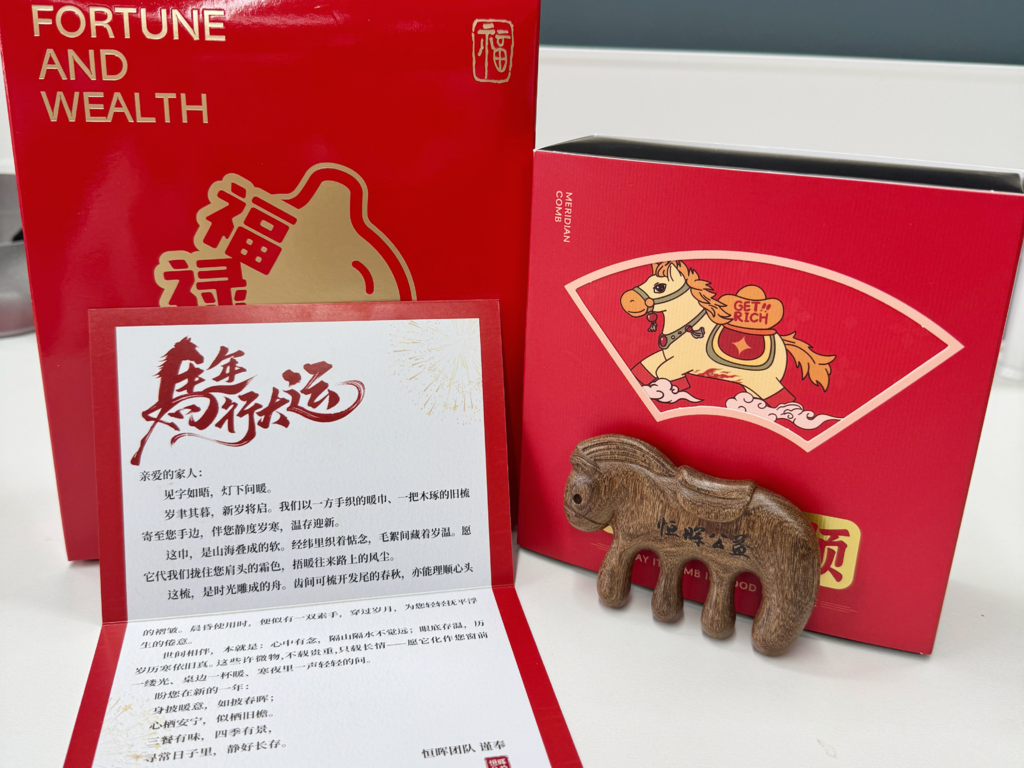 FORTUNE
AND
WEALTH
福
福
禄
MERIDIAN
COMB
GET
RICH
恒晖公益
顺
马年
行大运
亲爱的家人：
见字如晤，灯下问暖。
岁聿其暮，新岁将启。我们以一方手织的暖巾、一把木琢的旧梳
寄至您手边，伴您静度岁寒，温存迎新。
这巾，是山海叠成的软。经纬里织着惦念，毛絮间藏着岁温。愿
它代我们拢住您肩头的霜色，捂暖往来路上的风尘。
这梳，是时光雕成的舟。齿间可梳开发尾的春秋，亦能理顺心头
的褶皱。晨昏使用时，便似有一双素手，穿过岁月，为您轻轻抚平浮
生的倦意。
世间相伴，本就是：心中有念，隔山隔水不觉远；眼底存温，历
岁历寒依旧真。这些许微物，不载贵重，只载长情——愿它化作您窗前
一缕光、桌边一杯暖、寒夜里一声轻轻的问。
盼您在新的一年：
身披暖意，如披春晖；
心栖安宁，似栖旧檐。
三餐有味，四季有景，
寻常日子里，静好长存。
恒晖团队 谨奉